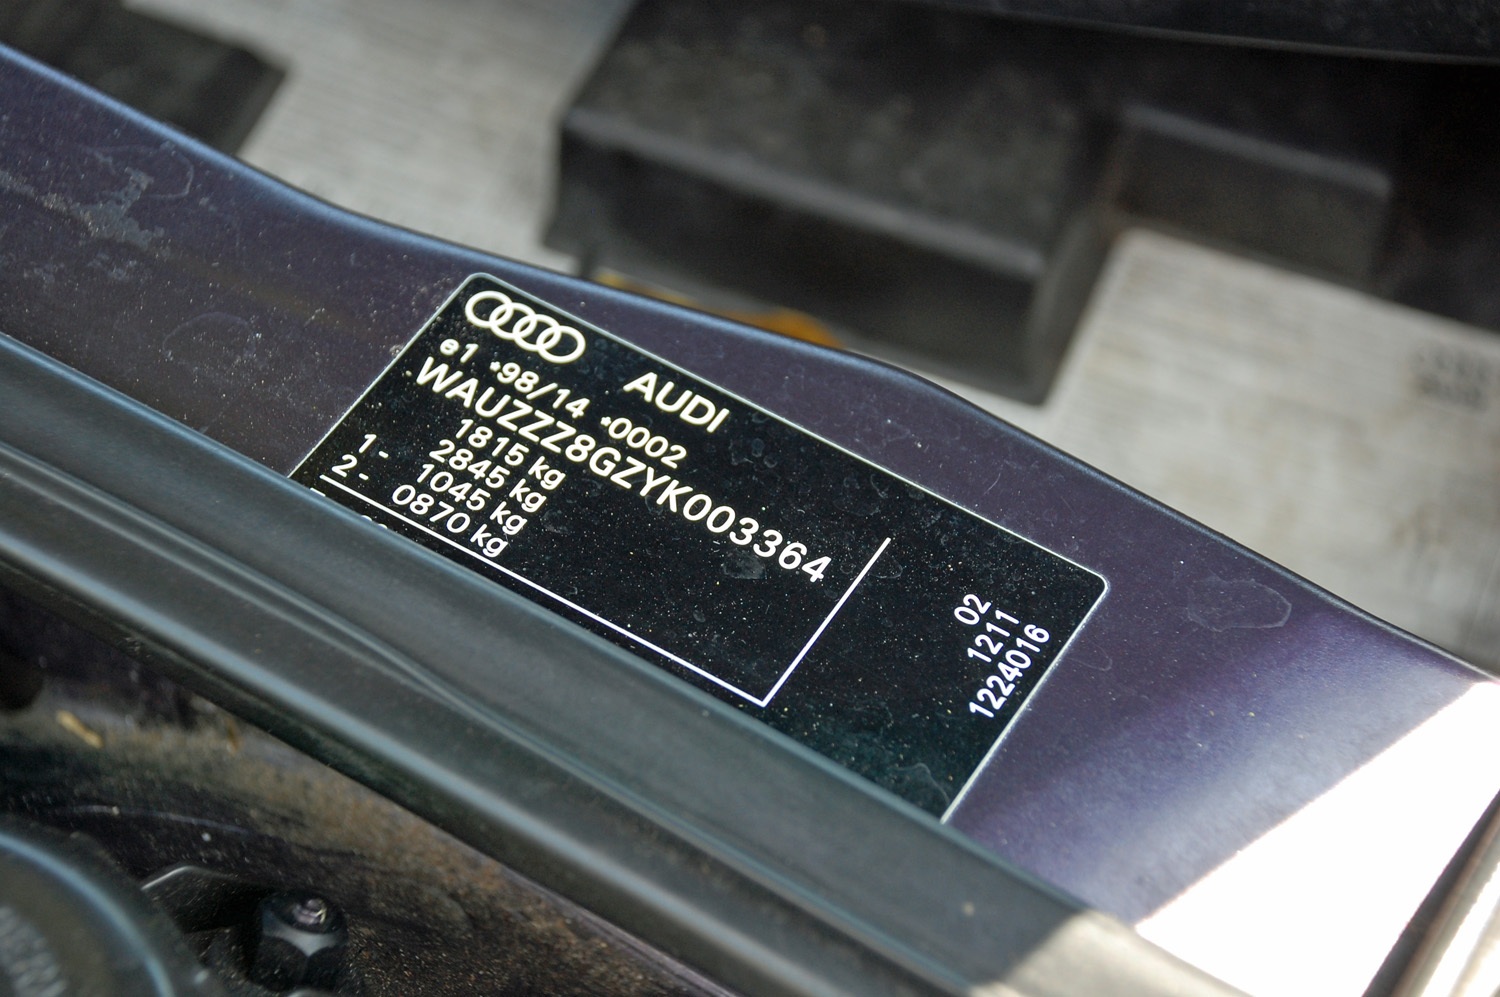 AUDI
e1 *98/14 *0002
WAUZZZ8GZYK003364
1815 kg
2845 kg
1 - 1045 kg
2 - 0870 kg
02
1211
1224016